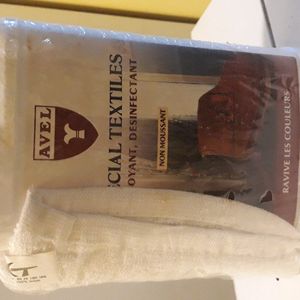 AVEL
CIAL TEXTILES
OYANT, DESINFECTANT
NON MOUSSANT
RAVIVE LES COULEURS